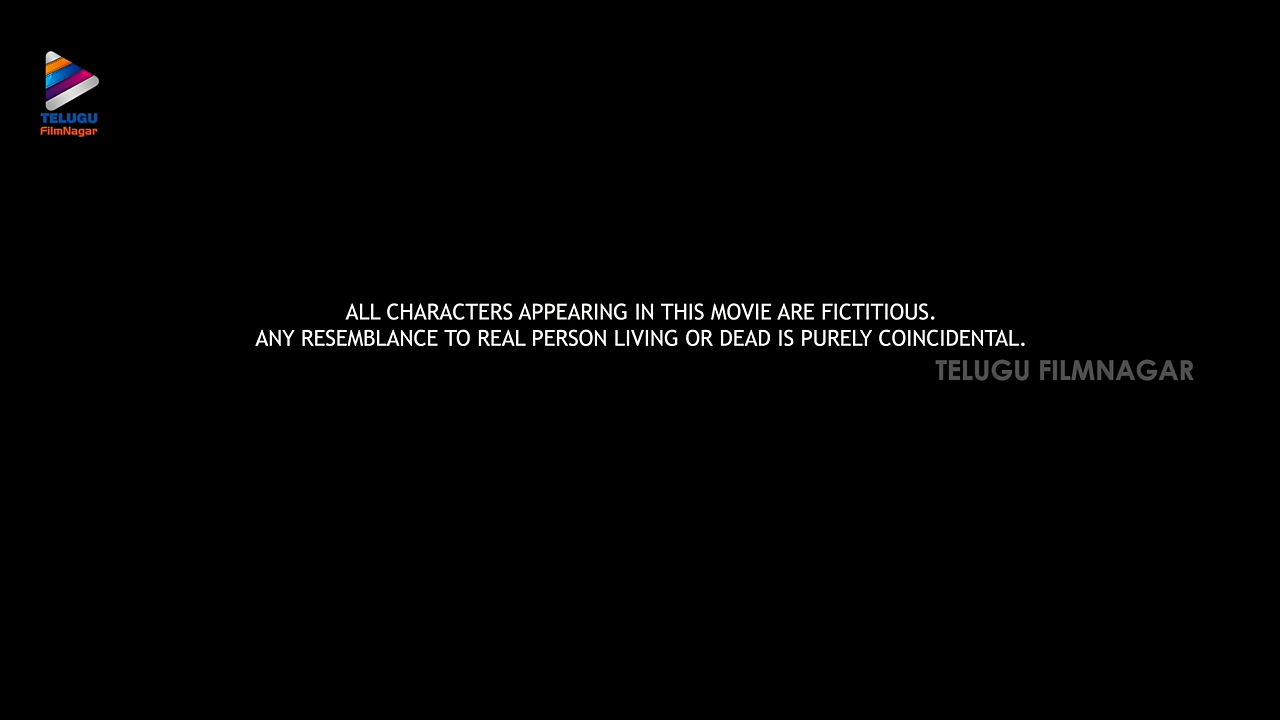 TELUGU
FilmNagar
ALL CHARACTERS APPEARING IN THIS MOVIE ARE FICTITIOUS.
ANY RESEMBLANCE TO REAL PERSON LIVING OR DEAD IS PURELY COINCIDENTAL.
TELUGU FILMNAGAR